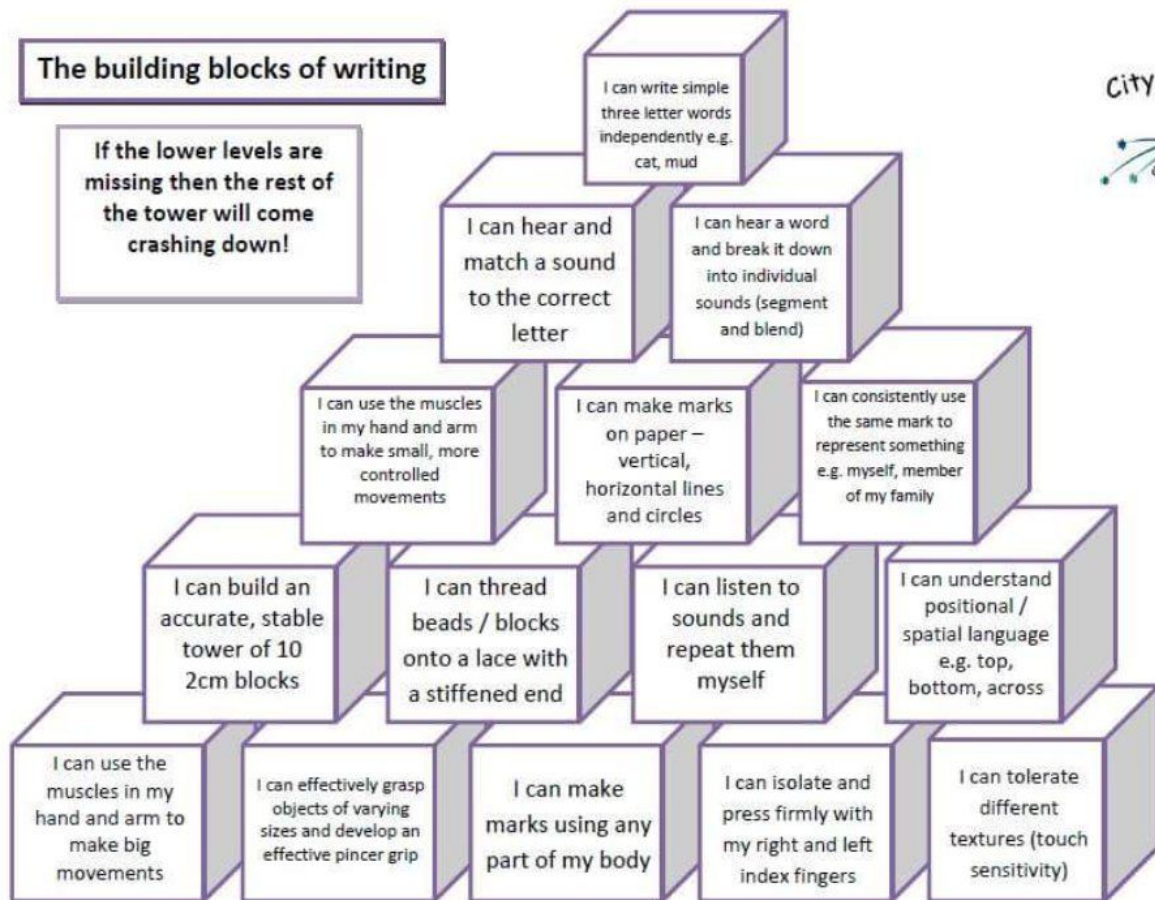 The building blocks of writing
If the lower levels are
missing then the rest of
the tower will come
crashing down!
City
I can write simple
three letter words
independently e.g.
cat, mud
I can hear and
match a sound
to the correct
letter
I can hear a word
and break it down
into individual
sounds (segment
and blend)
I can use the muscles
in my hand and arm
to make small, more
controlled
movements
I can make marks
on paper –
vertical,
horizontal lines
and circles
I can consistently use
the same mark to
represent something
e.g. myself, member
of my family
I can build an
accurate, stable
tower of 10
2cm blocks
I can thread
beads / blocks
onto a lace with
a stiffened end
I can listen to
sounds and
repeat them
myself
I can understand
positional /
spatial language
e.g. top,
bottom, across
I can use the
muscles in my
hand and arm to
make big
movements
I can effectively grasp
objects of varying
sizes and develop an
effective pincer grip
I can make
marks using any
part of my body
I can isolate and
press firmly with
my right and left
index fingers
I can tolerate
different
textures (touch
sensitivity)